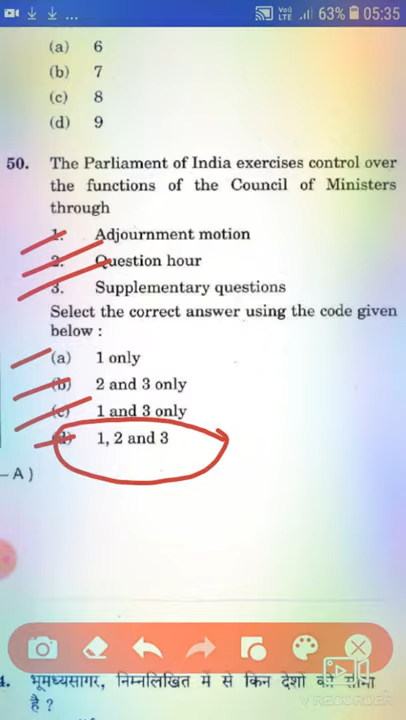 Vo)) LTE 63% 05:35
(a) 6
(b) 7
(c) 8
(d) 9
50. The Parliament of India exercises control over
the functions of the Council of Ministers
through
1. Adjournment motion
2. Question hour
3. Supplementary questions
Select the correct answer using the code given
below :
(a) 1 only
(b) 2 and 3 only
(c) 1 and 3 only
(d) 1, 2 and 3
– A )
भूमध्यसागर, निम्नलिखित में से किन देशों की सीमा
है ?
VRECORDER